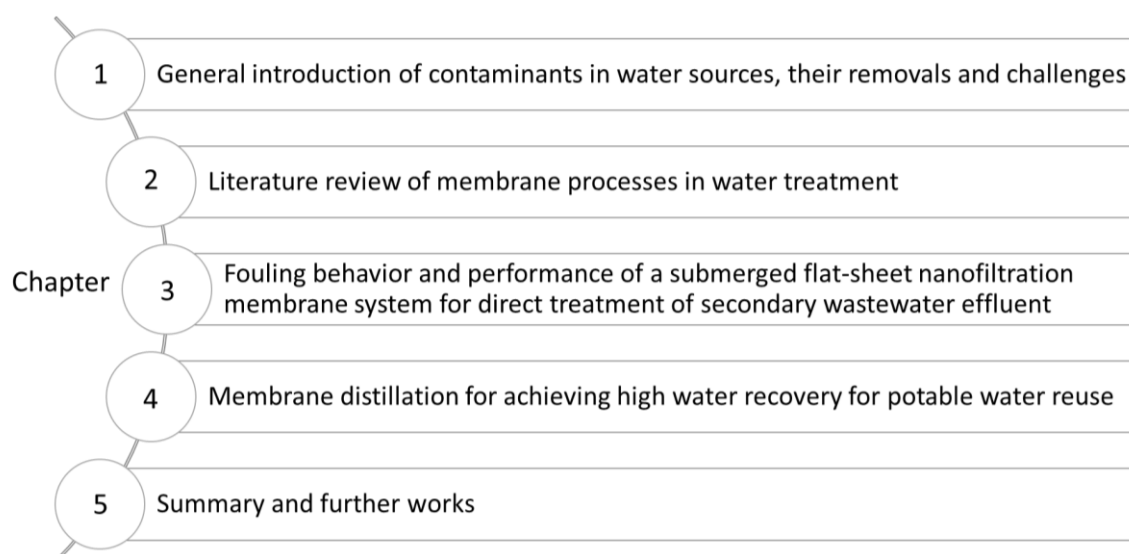 1 General introduction of contaminants in water sources, their removals and challenges
2 Literature review of membrane processes in water treatment
Chapter 3 Fouling behavior and performance of a submerged flat-sheet nanofiltration
membrane system for direct treatment of secondary wastewater effluent
4 Membrane distillation for achieving high water recovery for potable water reuse
5 Summary and further works